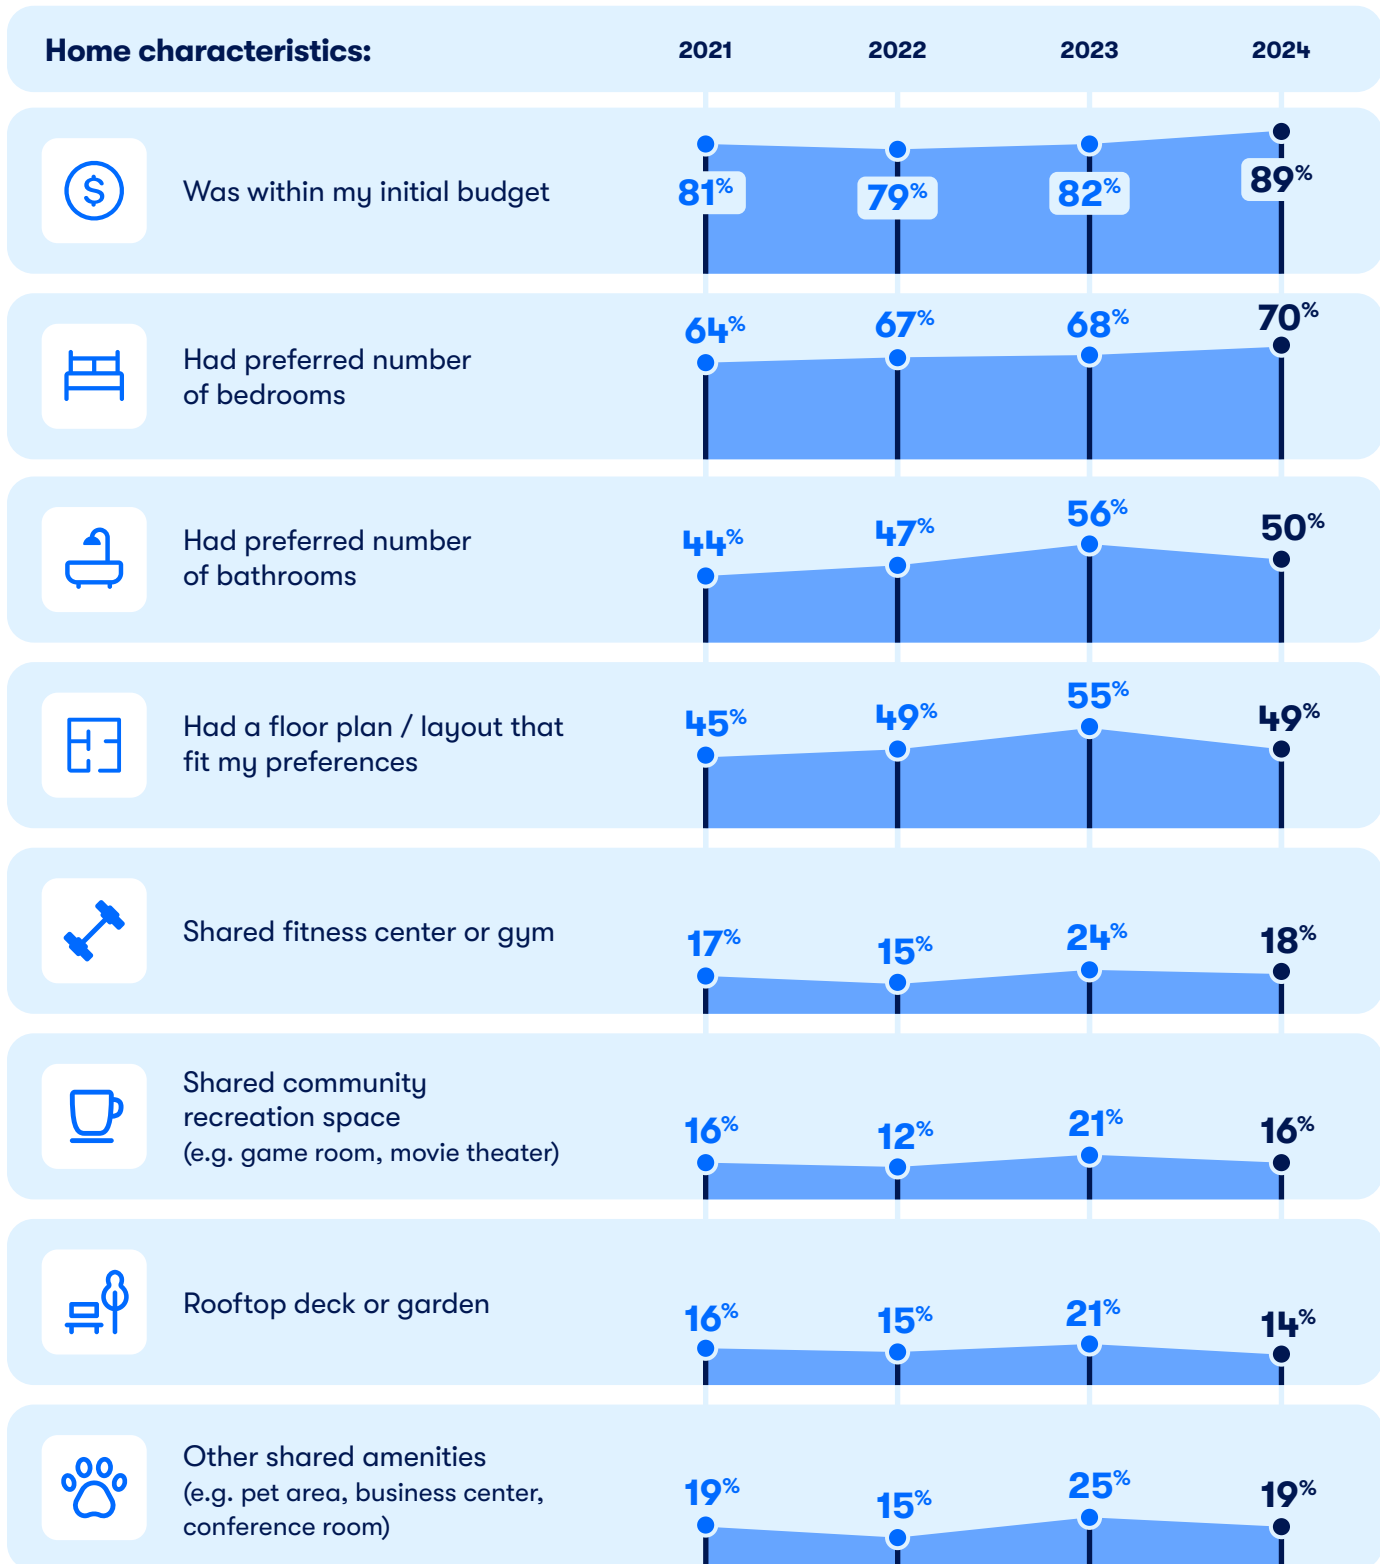 Home characteristics: 2021 2022 2023 2024
$
Was within my initial budget 81% 79% 82% 89%
Had preferred number
of bedrooms
64% 67% 68% 70%
Had preferred number
of bathrooms
44% 47% 56% 50%
Had a floor plan / layout that
fit my preferences
45% 49% 55% 49%
Shared fitness center or gym 17% 15% 24% 18%
Shared community
recreation space
(e.g. game room, movie theater)
16% 12% 21% 16%
Rooftop deck or garden 16% 15% 21% 14%
Other shared amenities
(e.g. pet area, business center,
conference room)
19% 15% 25% 19%